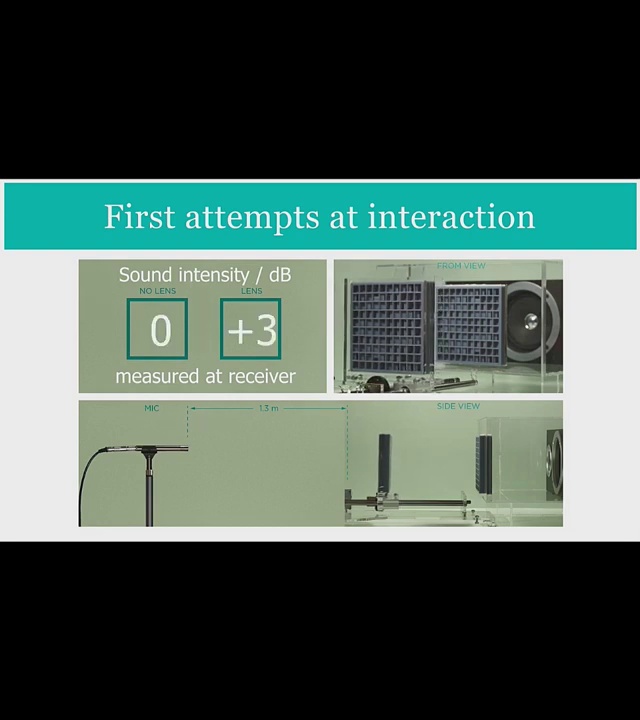 First attempts at interaction
Sound intensity / dB
NO LENS
LENS
0
+3
measured at receiver
FROM VIEW
MIC
1.3 m
SIDE VIEW